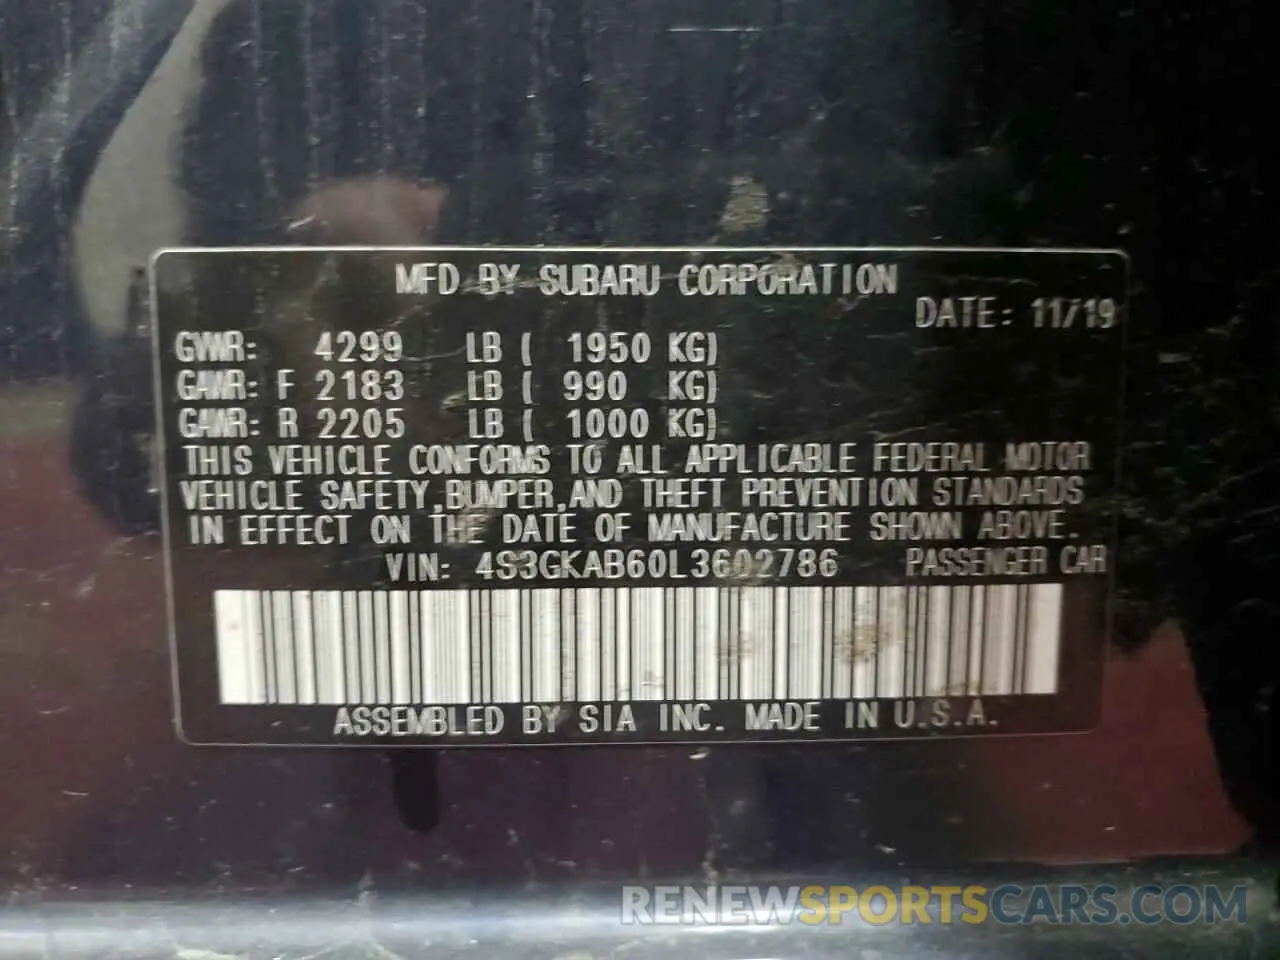 MFD BY SUBARU CORPORATION
DATE: 11/19
GVWR: 4299 LB ( 1950 KG)
GAWR: F 2183 LB ( 990 KG)
GAWR: R 2205 LB ( 1000 KG)
THIS VEHICLE CONFORMS TO ALL APPLICABLE FEDERAL MOTOR
VEHICLE SAFETY,BUMPER,AND THEFT PREVENTION STANDARDS
IN EFFECT ON THE DATE OF MANUFACTURE SHOWN ABOVE.
VIN: 4S3GKAB60L3602786 PASSENGER CAR
ASSEMBLED BY SIA INC. MADE IN U.S.A.
RENEWSPORTSCARS.COM